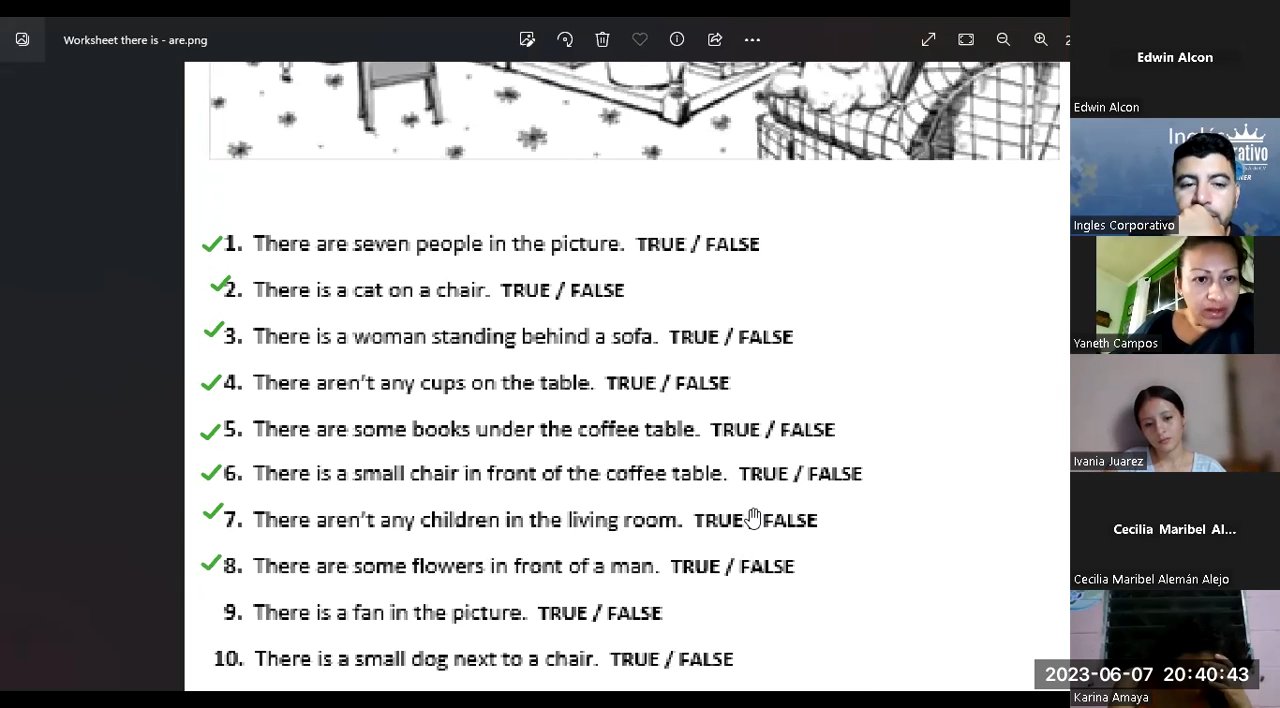 Worksheet there is - are.png
1. There are seven people in the picture. TRUE / FALSE
2. There is a cat on a chair. TRUE / FALSE
3. There is a woman standing behind a sofa. TRUE / FALSE
4. There aren't any cups on the table. TRUE / FALSE
5. There are some books under the coffee table. TRUE / FALSE
6. There is a small chair in front of the coffee table. TRUE / FALSE
7. There aren't any children in the living room. TRUE FALSE
8. There are some flowers in front of a man. TRUE / FALSE
9. There is a fan in the picture. TRUE / FALSE
10. There is a small dog next to a chair. TRUE / FALSE
Edwin Alcon
Edwin Alcon
Ingles Corporativo
Yaneth Campos
Ivania Juarez
Cecilia Maribel Al...
Cecilia Maribel Alemán Alejo
2023-06-07 20:40:43
Karina Amaya